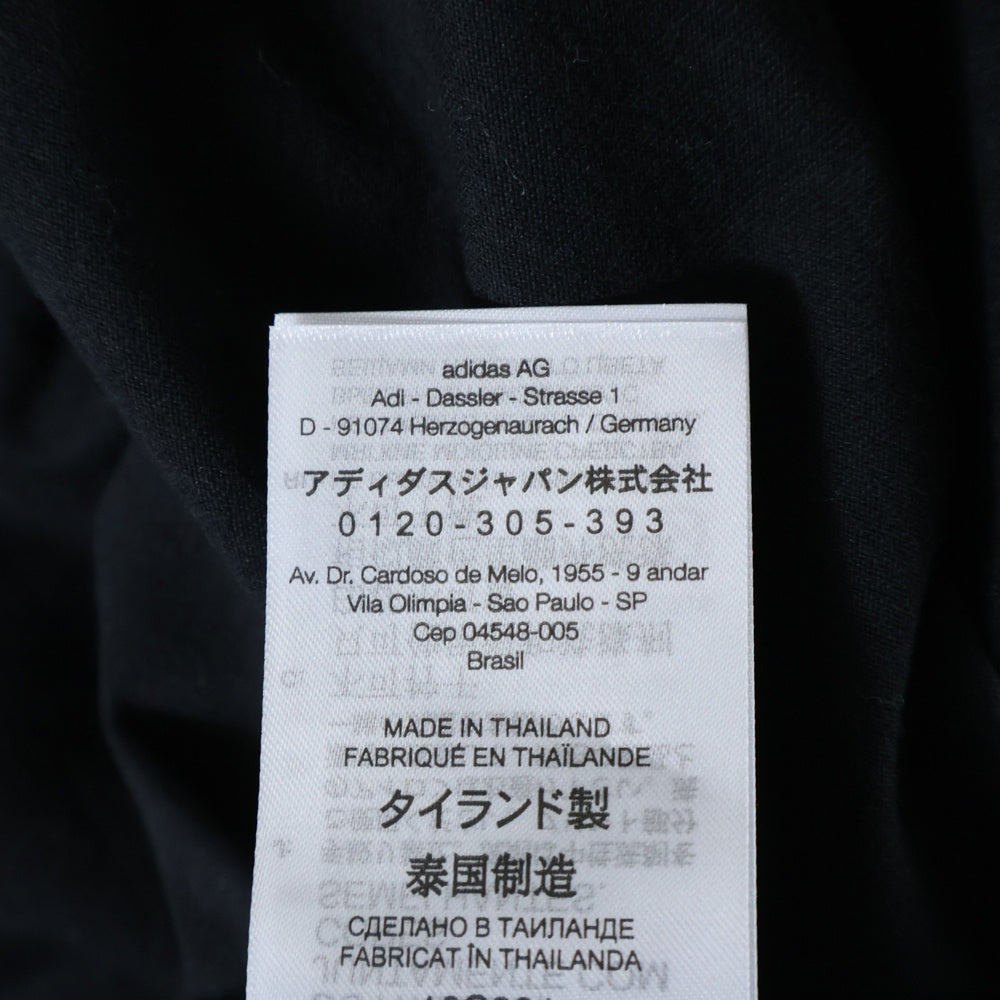 adidas AG
Adi - Dassler - Strasse 1
D - 91074 Herzogenaurach / Germany
アディダスジャパン株式会社
0120-305-393
Av. Dr. Cardoso de Melo, 1955 - 9 andar
Vila Olimpia - Sao Paulo - SP
Cep 04548-005
Brasil
MADE IN THAILAND
FABRIQUÉ EN THAÏLANDE
タイランド製
泰国制造
СДЕЛАНО В ТАИЛАНДЕ
FABRICAT ÎN THAILANDA